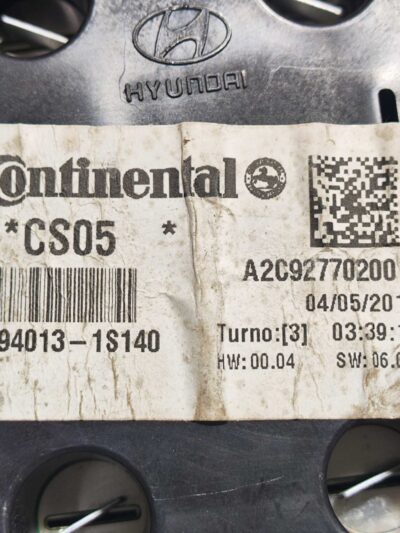 HYUNDAI
Continental
*CS05 *
A2C92770200
04/05/201
94013-1S140
Turno:[3] 03:39:1
HW:00.04 SW:06.0